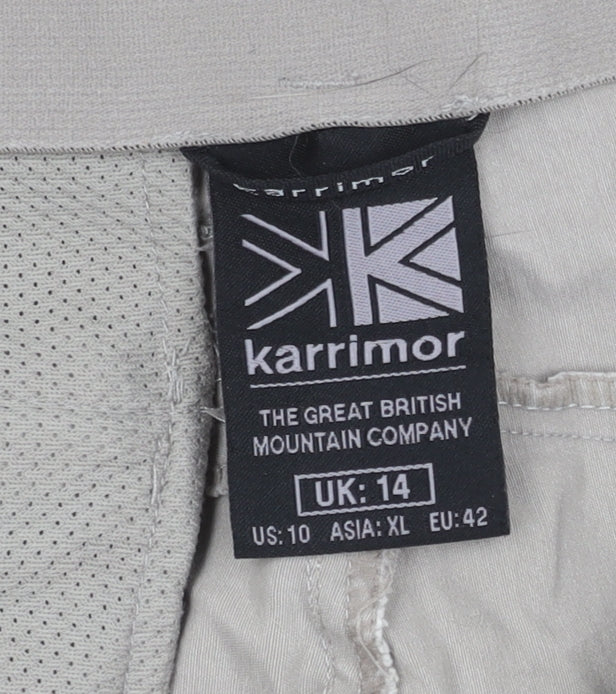 karrimor
karrimor
THE GREAT BRITISH
MOUNTAIN COMPANY
UK: 14
US: 10 ASIA: XL EU: 42